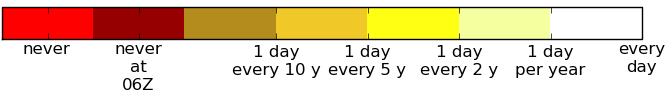 never
never
at
06Z
1 day
every 10 y
1 day
every 5 y
1 day
every 2 y
1 day
per year
every
day